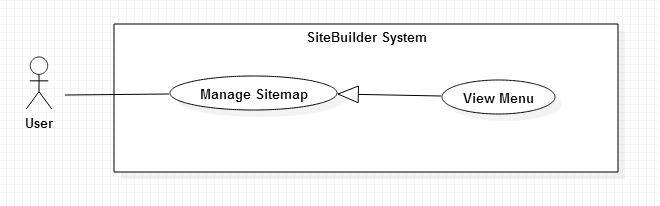 SiteBuilder System
Manage Sitemap
View Menu
User